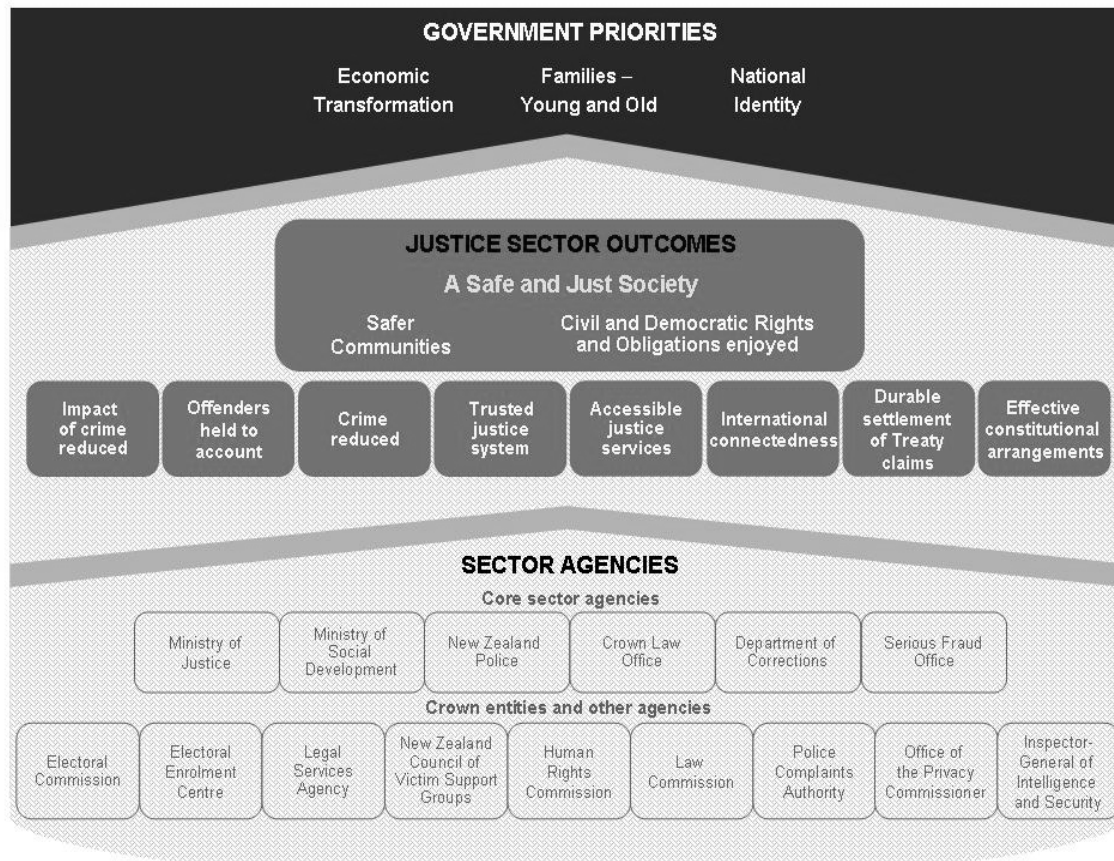 GOVERNMENT PRIORITIES
Economic
Transformation
Families –
Young and Old
National
Identity
JUSTICE SECTOR OUTCOMES
A Safe and Just Society
Safer
Communities
Civil and Democratic Rights
and Obligations enjoyed
Impact
of crime
reduced
Offenders
held to
account
Crime
reduced
Trusted
justice
system
Accessible
justice
services
International
connectedness
Durable
settlement
of Treaty
claims
Effective
constitutional
arrangements
SECTOR AGENCIES
Core sector agencies
Ministry of
Justice
Ministry of
Social
Development
New Zealand
Police
Crown Law
Office
Department of
Corrections
Serious Fraud
Office
Crown entities and other agencies
Electoral
Commission
Electoral
Enrolment
Centre
Legal
Services
Agency
New Zealand
Council of
Victim Support
Groups
Human
Rights
Commission
Law
Commission
Police
Complaints
Authority
Office of
the Privacy
Commissioner
Inspector-
General of
Intelligence
and Security